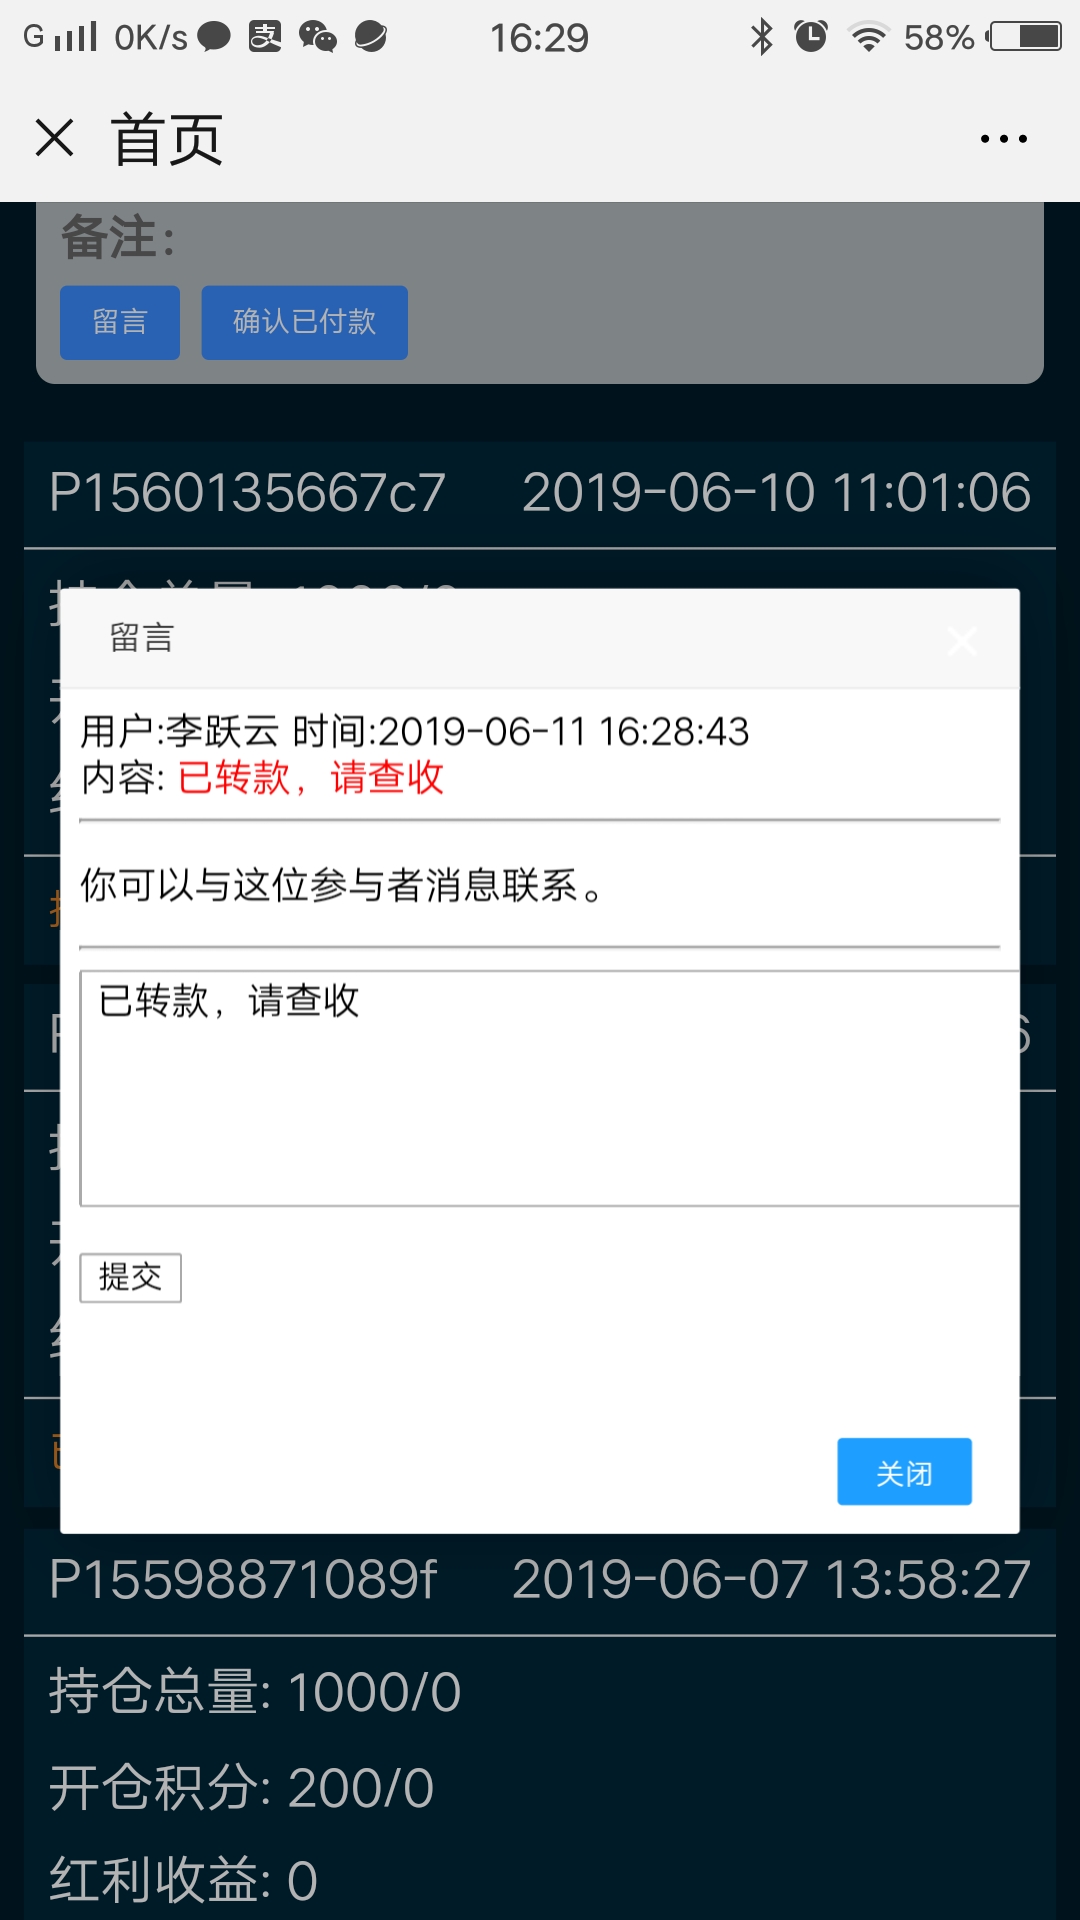 G 0K/s 支 16:29 58%
首页
备注:
留言 确认已付款
P1560135667c7 2019-06-10 11:01:06
留言
用户:李跃云 时间:2019-06-11 16:28:43
内容: 已转款，请查收
你可以与这位参与者消息联系。
已转款，请查收
6
提交
关闭
P15598871089f 2019-06-07 13:58:27
持仓总量: 1000/0
开仓积分: 200/0
红利收益: 0